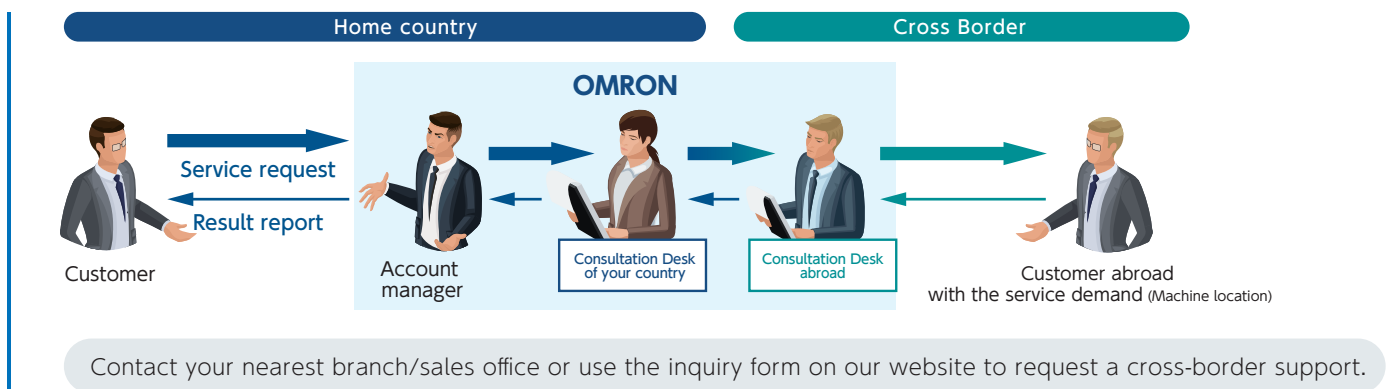 Home country
Cross Border
OMRON
Service request
Result report
Customer
Account
manager
Consultation Desk
of your country
Consultation Desk
abroad
Customer abroad
with the service demand (Machine location)
Contact your nearest branch/sales office or use the inquiry form on our website to request a cross-border support.